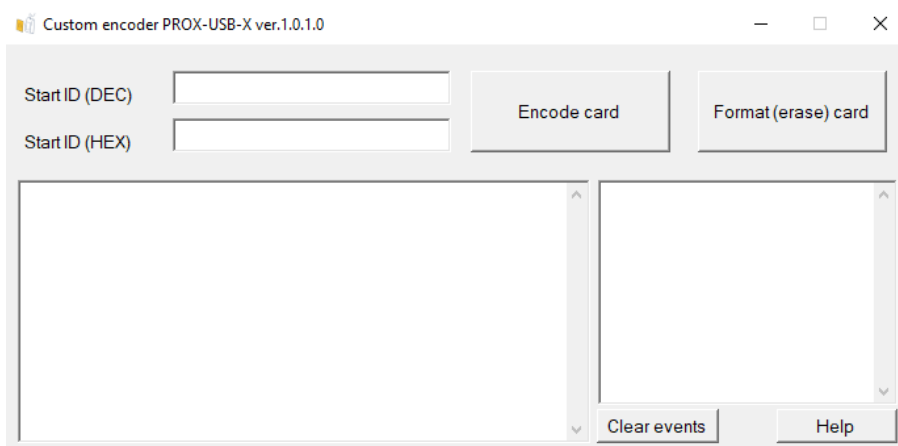 Custom encoder PROX-USB-X ver.1.0.1.0
Start ID (DEC)
Start ID (HEX)
Encode card
Format (erase) card
Clear events
Help